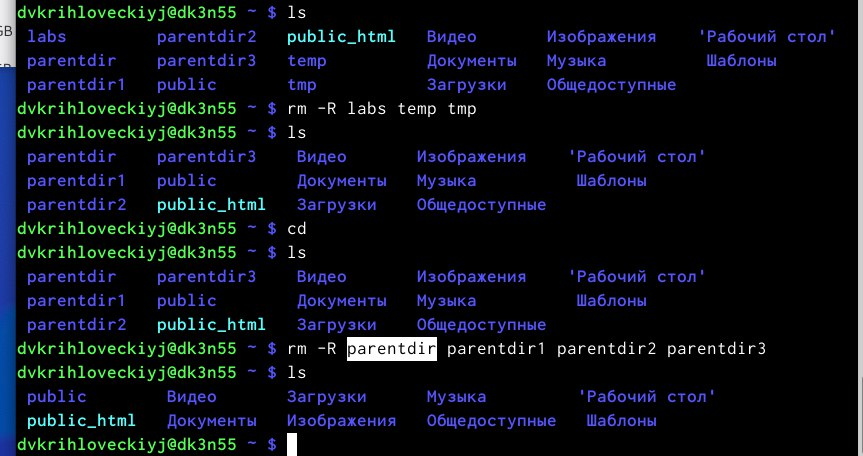 GB
dvkrihloveckiyj@dk3n55 ~ $ ls
labs parentdir2 public_html Видео Изображения 'Рабочий стол'
parentdir parentdir3 temp Документы Музыка Шаблоны
parentdir1 public tmp Загрузки Общедоступные
dvkrihloveckiyj@dk3n55 ~ $ rm -R labs temp tmp
dvkrihloveckiyj@dk3n55 ~ $ ls
parentdir parentdir3 Видео Изображения 'Рабочий стол'
parentdir1 public Документы Музыка Шаблоны
parentdir2 public_html Загрузки Общедоступные
dvkrihloveckiyj@dk3n55 ~ $ cd
dvkrihloveckiyj@dk3n55 ~ $ ls
parentdir parentdir3 Видео Изображения 'Рабочий стол'
parentdir1 public Документы Музыка Шаблоны
parentdir2 public_html Загрузки Общедоступные
dvkrihloveckiyj@dk3n55 ~ $ rm -R parentdir parentdir1 parentdir2 parentdir3
dvkrihloveckiyj@dk3n55 ~ $ ls
public Видео Загрузки Музыка 'Рабочий стол'
public_html Документы Изображения Общедоступные Шаблоны
dvkrihloveckiyj@dk3n55 ~ $